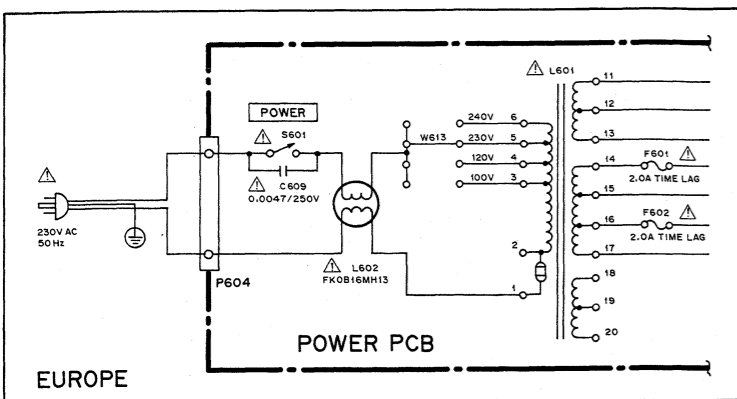 L601
11
POWER
12
240V 6
S601
W613
230V 5
13
14
F601
120V 4
2.0A TIME LAG
C609
0.0047/250V
100V 3
15
16
F602
230V AC
50Hz
2.0A TIME LAG
2
17
L602
FK0B16MH13
P604
18
1
19
20
POWER PCB
EUROPE